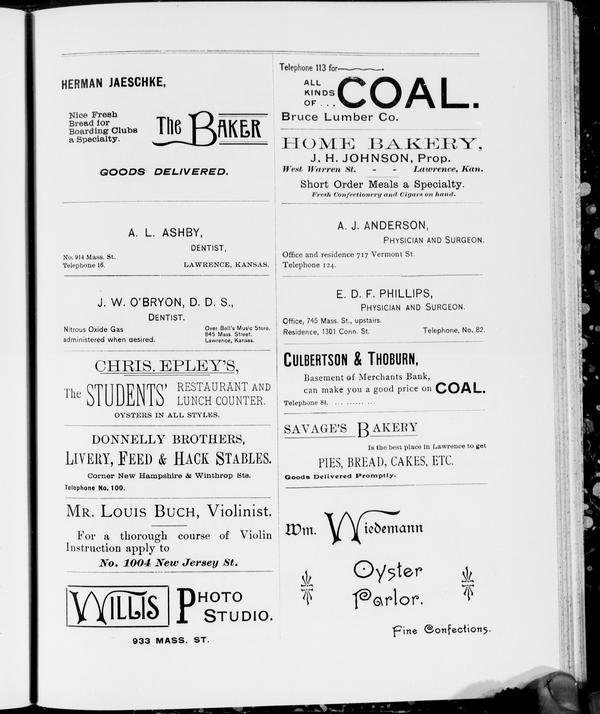 HERMAN JAESCHKE,
Nice Fresh
Bread for
Boarding Clubs
a Specialty.
The BAKER
GOODS DELIVERED.
A. L. ASHBY,
DENTIST,
No. 914 Mass. St.
Telephone 16.
LAWRENCE, KANSAS.
J. W. O'BRYON, D. D. S.,
DENTIST.
Nitrous Oxide Gas
administered when desired.
Over Bell's Music Store.
845 Mass. Street.
Lawrence, Kansas.
CHRIS. EPLEY'S,
The STUDENTS' RESTAURANT AND
LUNCH COUNTER.
OYSTERS IN ALL STYLES.
DONNELLY BROTHERS,
LIVERY, FEED & HACK STABLES.
Corner New Hampshire & Winthrop Sts.
Telephone No. 100.
MR. LOUIS BUCH, Violinist.
For a thorough course of Violin
Instruction apply to
No. 1004 New Jersey St.
WILLIS PHOTO
STUDIO.
933 MASS. ST.
Telephone 113 for
ALL
KINDS
OF . . .
COAL.
Bruce Lumber Co.
HOME BAKERY,
J. H. JOHNSON, Prop.
West Warren St. - - Lawrence, Kan.
Short Order Meals a Specialty.
Fresh Confectionery and Cigars on hand.
A. J. ANDERSON,
PHYSICIAN AND SURGEON.
Office and residence 717 Vermont St.
Telephone 124.
E. D. F. PHILLIPS,
PHYSICIAN AND SURGEON.
Office, 745 Mass. St., upstairs.
Residence, 1301 Conn. St. Telephone, No. 82.
CULBERTSON & THOBURN,
Basement of Merchants Bank,
can make you a good price on COAL.
Telephone 8t. . ... ...... ...
SAVAGE'S BAKERY
Is the best place in Lawrence to get
PIES, BREAD, CAKES, ETC.
Goods Delivered Promptly.
Wm. Wiedemann
Oyster
Parlor.
Fine Confections.